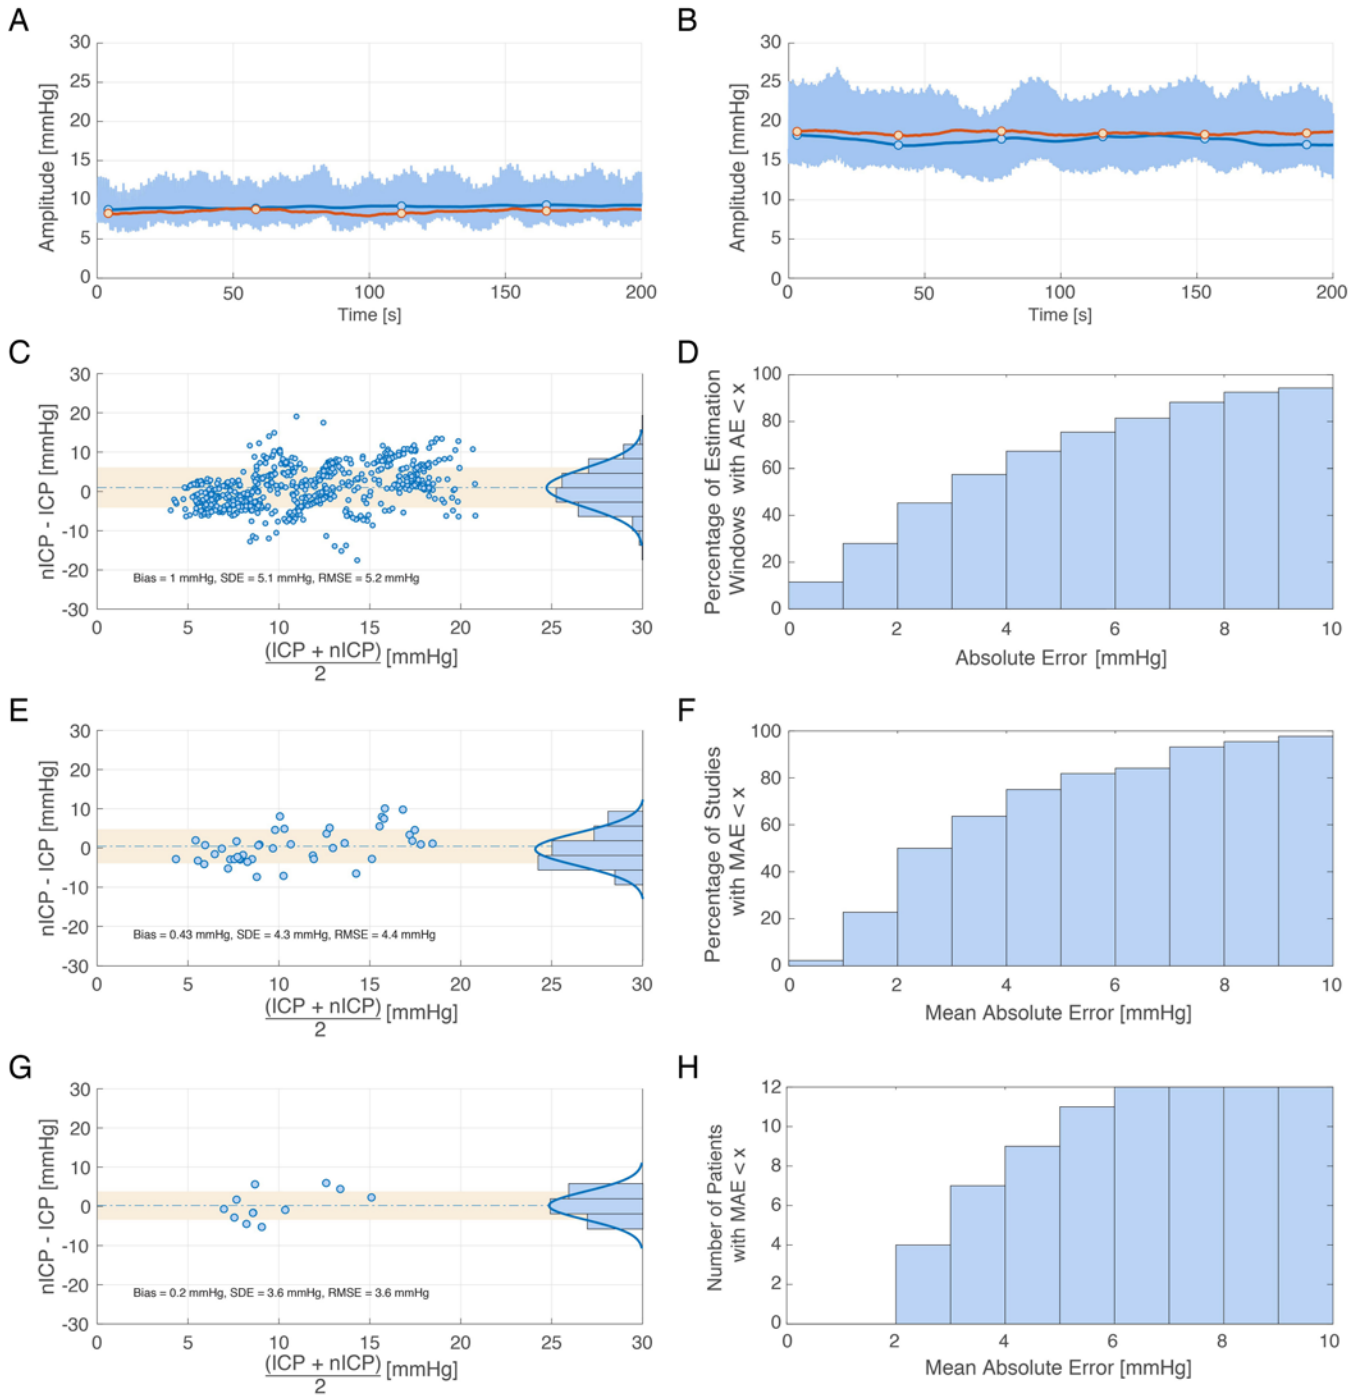 A
30
25
20
15
10
5
0
Amplitude [mmHg]
0 50 100 150 200
Time [s]
B
30
25
20
15
10
5
0
Amplitude [mmHg]
0 50 100 150 200
Time [s]
C
30
20
10
0
-10
-20
-30
nICP - ICP [mmHg]
Bias = 1 mmHg, SDE = 5.1 mmHg, RMSE = 5.2 mmHg
0 5 10 15 20 25 30
(ICP + nICP)
2
[mmHg]
D
100
80
60
40
20
0
Percentage of Estimation
Windows with AE < x
0 2 4 6 8 10
Absolute Error [mmHg]
E
30
20
10
0
-10
-20
-30
nICP - ICP [mmHg]
Bias = 0.43 mmHg, SDE = 4.3 mmHg, RMSE = 4.4 mmHg
0 5 10 15 20 25 30
(ICP + nICP)
2
[mmHg]
F
100
80
60
40
20
0
Percentage of Studies
with MAE < x
0 2 4 6 8 10
Mean Absolute Error [mmHg]
G
30
20
10
0
-10
-20
-30
nICP - ICP [mmHg]
Bias = 0.2 mmHg, SDE = 3.6 mmHg, RMSE = 3.6 mmHg
0 5 10 15 20 25 30
(ICP + nICP)
2
[mmHg]
H
12
10
8
6
4
2
0
Number of Patients
with MAE < x
0 2 4 6 8 10
Mean Absolute Error [mmHg]